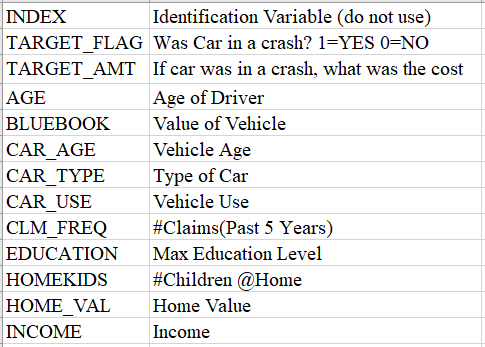 INDEX Identification Variable (do not use)
TARGET_FLAG Was Car in a crash? 1=YES 0=NO
TARGET_AMT If car was in a crash, what was the cost
AGE Age of Driver
BLUEBOOK Value of Vehicle
CAR_AGE Vehicle Age
CAR_TYPE Type of Car
CAR_USE Vehicle Use
CLM_FREQ #Claims(Past 5 Years)
EDUCATION Max Education Level
HOMEKIDS #Children @Home
HOME_VAL Home Value
INCOME Income